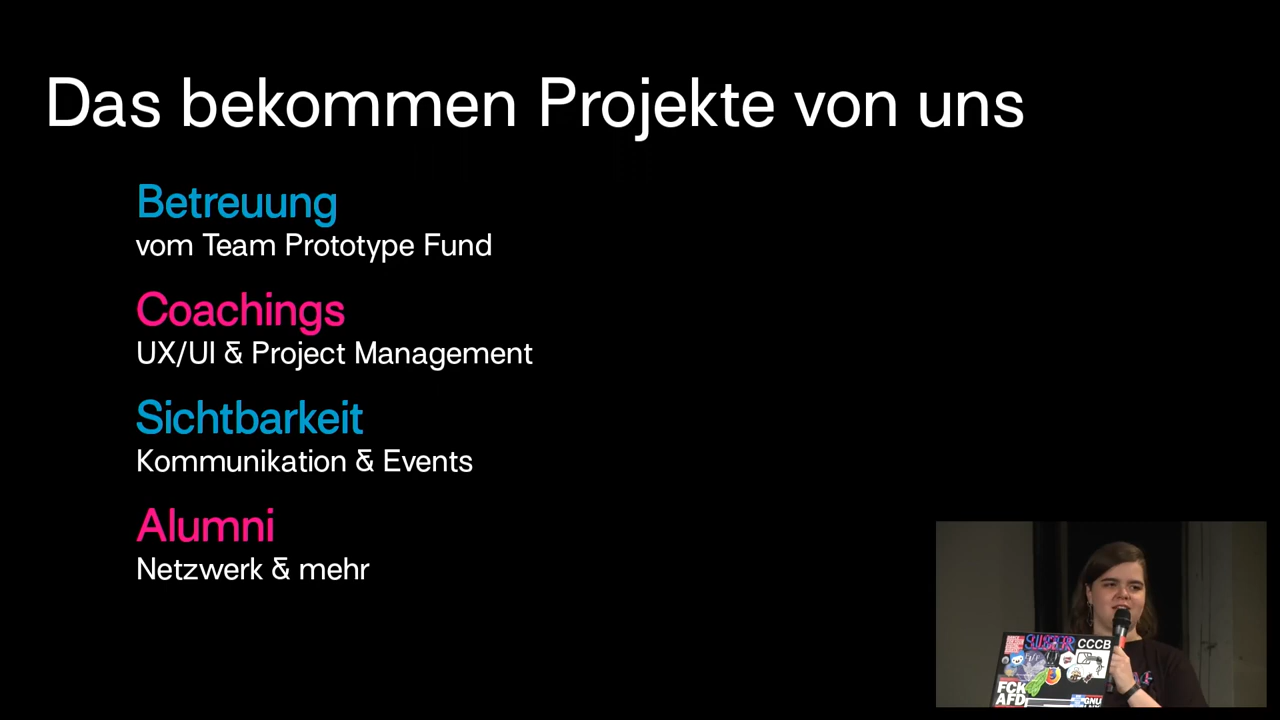 Das bekommen Projekte von uns
Betreuung
vom Team Prototype Fund
Coachings
UX/UI & Project Management
Sichtbarkeit
Kommunikation & Events
Alumni
Netzwerk & mehr
CCCB
FCK
AFD
GNU